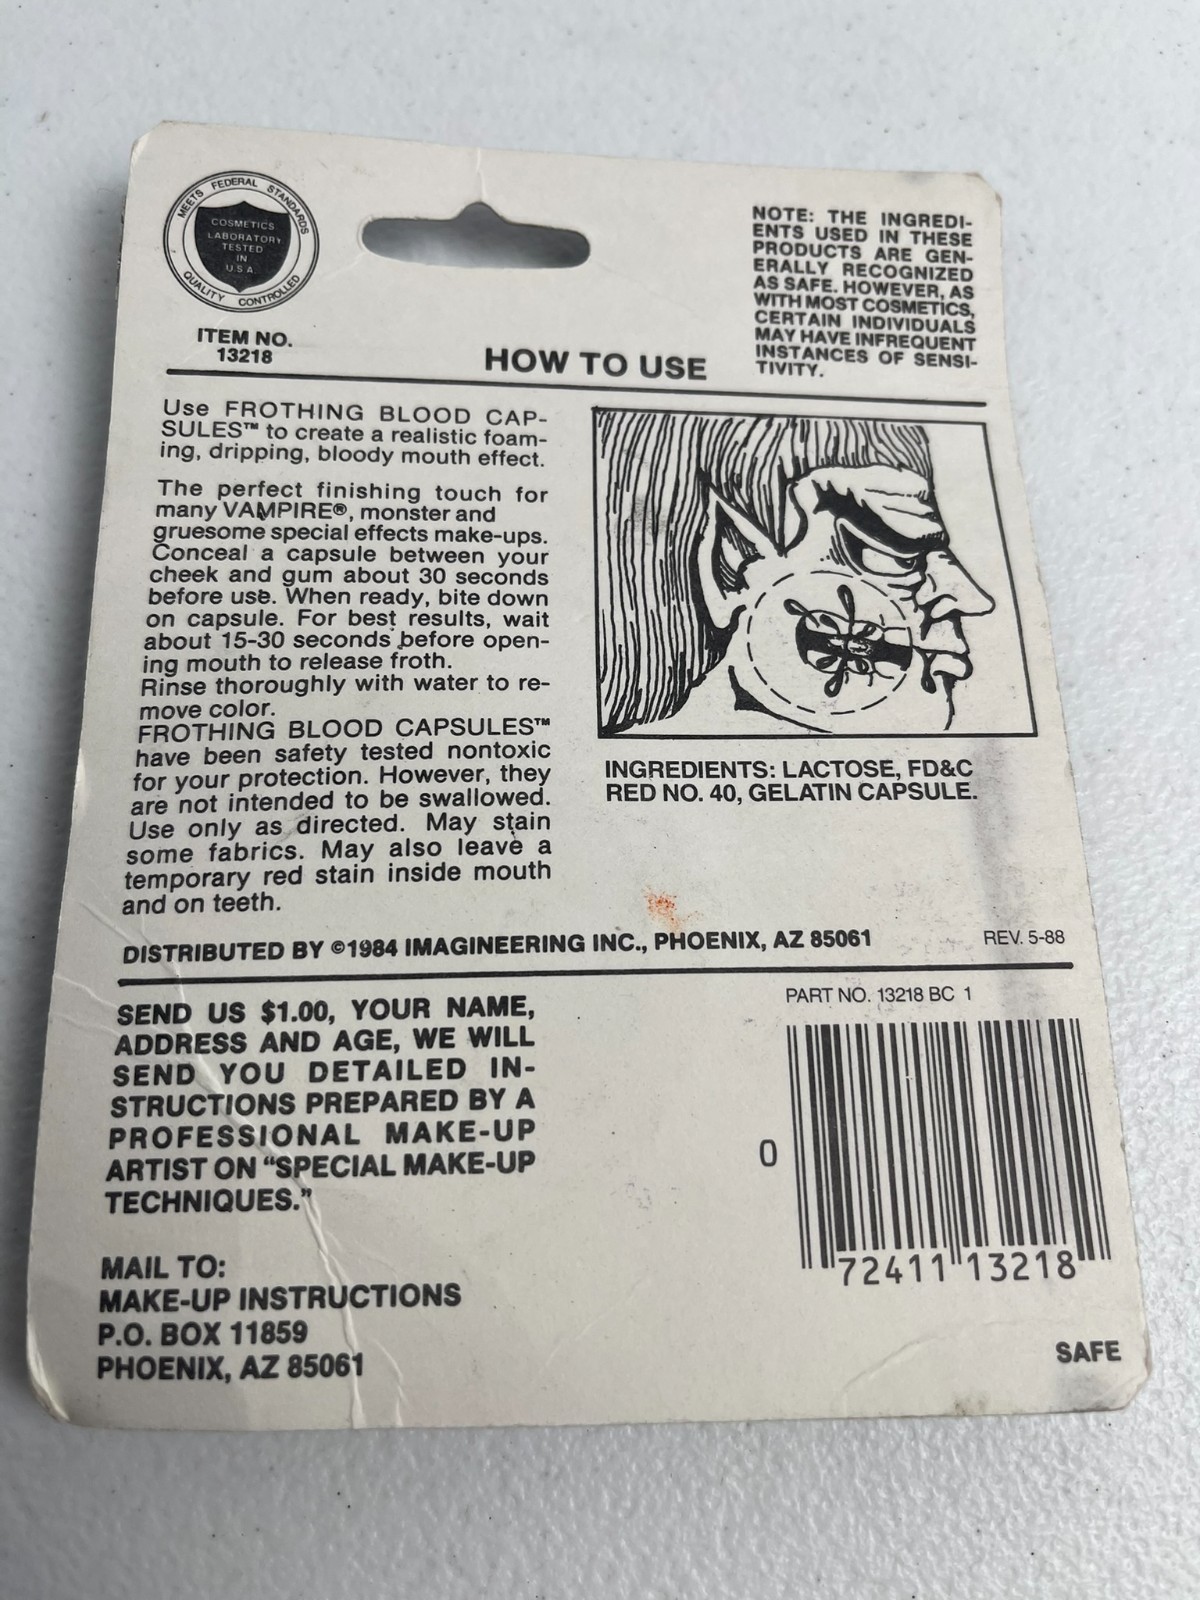 MEETS FEDERAL STANDARDS
COSMETICS
LABORATORY
TESTED
IN
U.S.A.
QUALITY CONTROLLED
ITEM NO.
13218
HOW TO USE
NOTE: THE INGREDI-
ENTS USED IN THESE
PRODUCTS ARE GEN-
ERALLY RECOGNIZED
AS SAFE. HOWEVER, AS
WITH MOST COSMETICS,
CERTAIN INDIVIDUALS
MAY HAVE INFREQUENT
INSTANCES OF SENSI-
TIVITY.
Use FROTHING BLOOD CAP-
SULES™ to create a realistic foam-
ing, dripping, bloody mouth effect.
The perfect finishing touch for
many VAMPIRE®, monster and
gruesome special effects make-ups.
Conceal a capsule between your
cheek and gum about 30 seconds
before use. When ready, bite down
on capsule. For best results, wait
about 15-30 seconds before open-
ing mouth to release froth.
Rinse thoroughly with water to re-
move color.
FROTHING BLOOD CAPSULES™
have been safety tested nontoxic
for your protection. However, they
are not intended to be swallowed.
Use only as directed. May stain
some fabrics. May also leave a
temporary red stain inside mouth
and on teeth.
INGREDIENTS: LACTOSE, FD&C
RED NO. 40, GELATIN CAPSULE.
DISTRIBUTED BY ©1984 IMAGINEERING INC., PHOENIX, AZ 85061
REV. 5-88
SEND US $1.00, YOUR NAME,
ADDRESS AND AGE, WE WILL
SEND YOU DETAILED IN-
STRUCTIONS PREPARED BY A
PROFESSIONAL MAKE-UP
ARTIST ON “SPECIAL MAKE-UP
TECHNIQUES.”
MAIL TO:
MAKE-UP INSTRUCTIONS
P.O. BOX 11859
PHOENIX, AZ 85061
PART NO. 13218 BC 1
0 72411 13218
SAFE